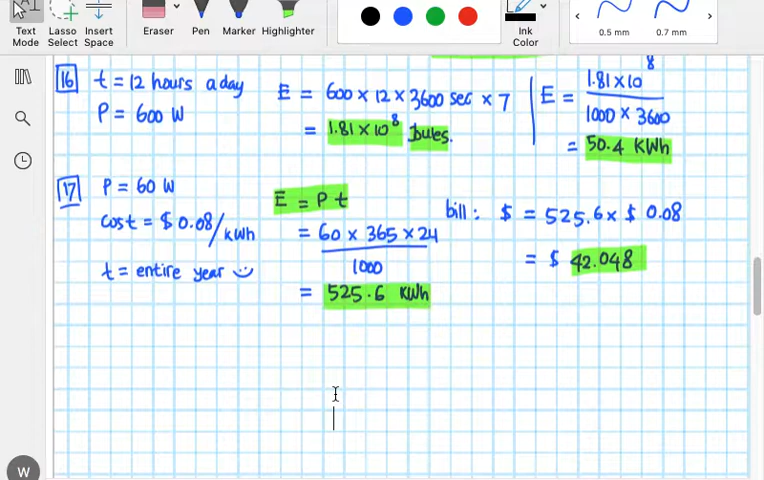 Text Mode
Lasso Select
Insert Space
Eraser
Pen
Marker
Highlighter
Ink Color
0.5 mm
0.7 mm
16 t = 12 hours a day
P = 600 W
E = 600 × 12 × 3600 sec × 7
= 1.81 × 10⁸ Joules.
E = 1.81 × 10⁸
1000 × 3600
= 50.4 KWh
17 P = 60 W
cost = $ 0.08/KWh
t = entire year
E = P t
= 60 × 365 × 24
1000
= 525.6 KWh
bill: $ = 525.6 × $ 0.08
= $ 42.048
W